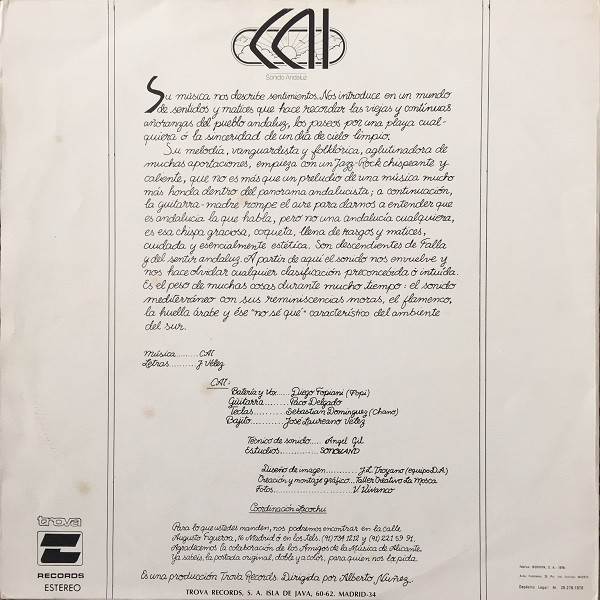 CAI
Sonido Andaluz
Su música nos describe sentimientos. Nos introduce en un mundo
de sentidos y matices que hace recordar las viejas y continuas
añoranzas del pueblo andaluz, los paseos por una playa cual-
quiera ó la sinceridad de un día de cielo limpio.
Su melodía, vanguardista y folklórica, aglutinadora de
muchas aportaciones, empieza con un Jazz-Rock chispeante y
caliente, que no es más que un preludio de una música mucho
más honda dentro del panorama andalucista; a continuación,
la guitarra-madre rompe el aire para darnos a entender que
es andalucia la que habla, pero no una andalucía cualquiera,
es esa chispa graciosa, coqueta, llena de rasgos y matices,
cuidada y esencialmente estética. Son descendientes de Falla
y del sentir andaluz. A partir de aquí el sonido nos envuelve y
nos hace olvidar cualquier clasificación preconcebida ó intuida.
Es el peso de muchas cosas durante mucho tiempo: el sonido
mediterráneo con sus reminiscencias moras, el flamenco,
la huella árabe y ése "no sé qué" característico del ambiente
del sur.
Música......... CAI
Letras.......... J. Vélez
CAI:
Batería y Voz..... Diego Fopiani (Fopi)
Guitarra......... Paco Delgado
Teclas.......... Sebastian Dominguez (Chano)
Bajito.......... José Laureano Vélez
Técnico de sonido.... Angel Gil
Estudios........ SONOLAND
Diseño de imagen........... J.L. Troyano (equipo D.A.)
Creación y montaje gráfico... Taller Creativo La Mosca
Fotos............... V. Vivanco
Coordinación
Para lo que ustedes manden, nos podremos encontrar en la calle
Augusto Figueroa, 16 Madrid ó en los tels. (91) 734 12 12 y (91) 221 59 91.
Agradecemos la colaboración de los Amigos de la Música de Alicante.
Ya sabéis, la portada original, doble y a color, para quien nos la pida.
Es una producción Trova Records. Dirigida por Alberto Núñez.
TROVA RECORDS, S. A. ISLA DE JAVA, 60-62. MADRID-34
trova
RECORDS
ESTEREO
Depósito Legal: M.